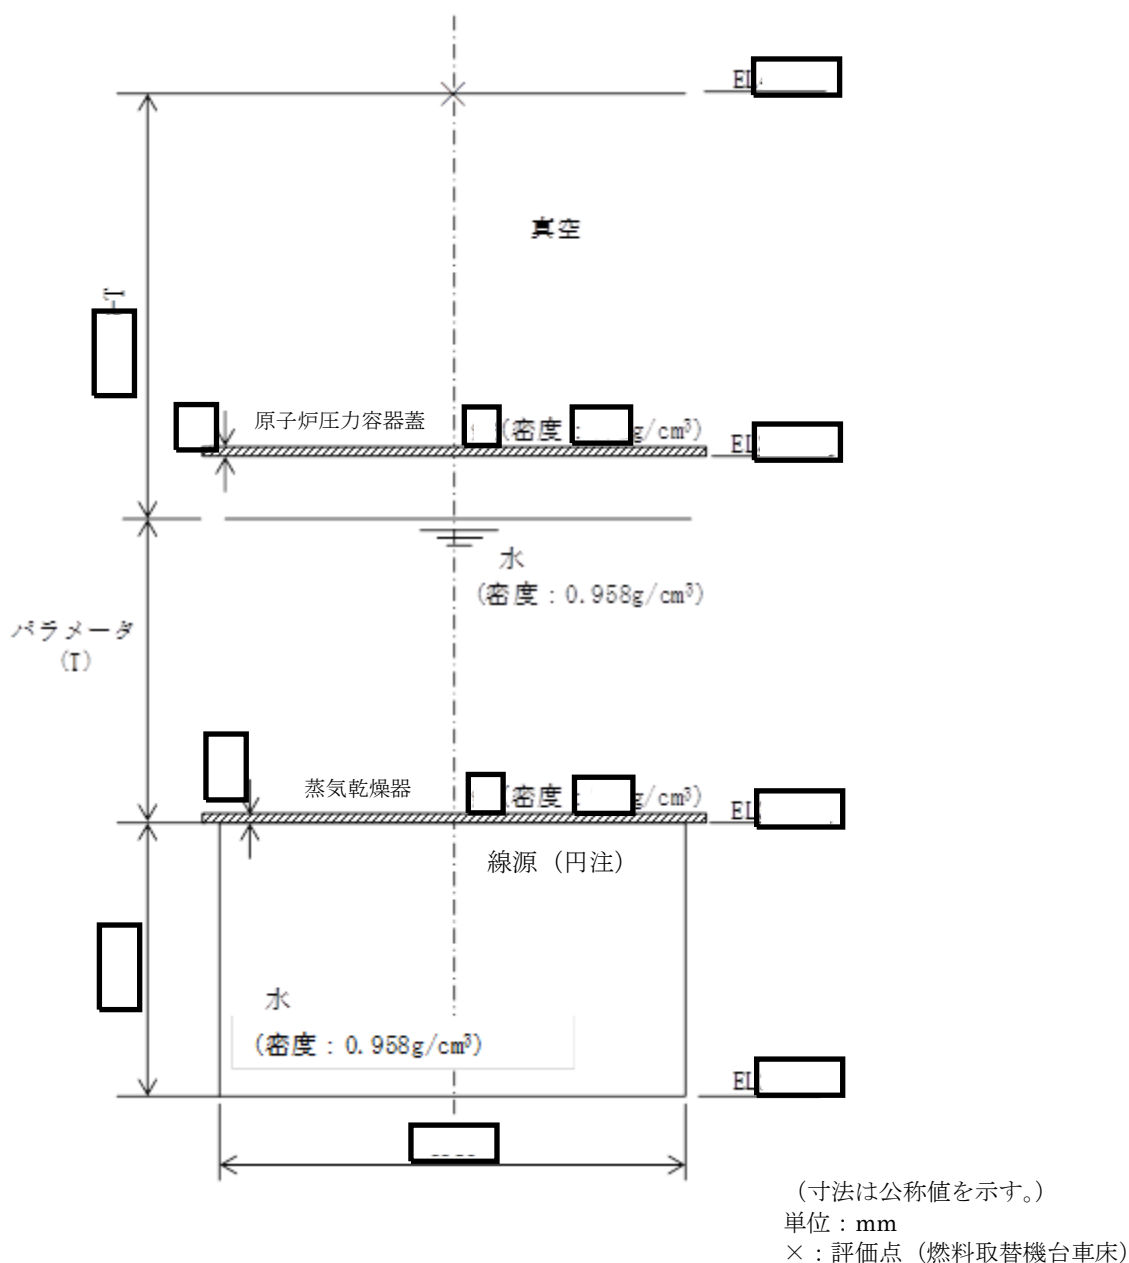 EL
真空
-T
原子炉圧力容器蓋
(密度 g/cm³)
EL
水
(密度：0.958g/cm³)
パラメータ
(T)
蒸気乾燥器
(密度 g/cm³)
EL
線源（円注）
水
(密度：0.958g/cm³)
EL
（寸法は公称値を示す。）
単位：mm
×：評価点（燃料取替機台車床）